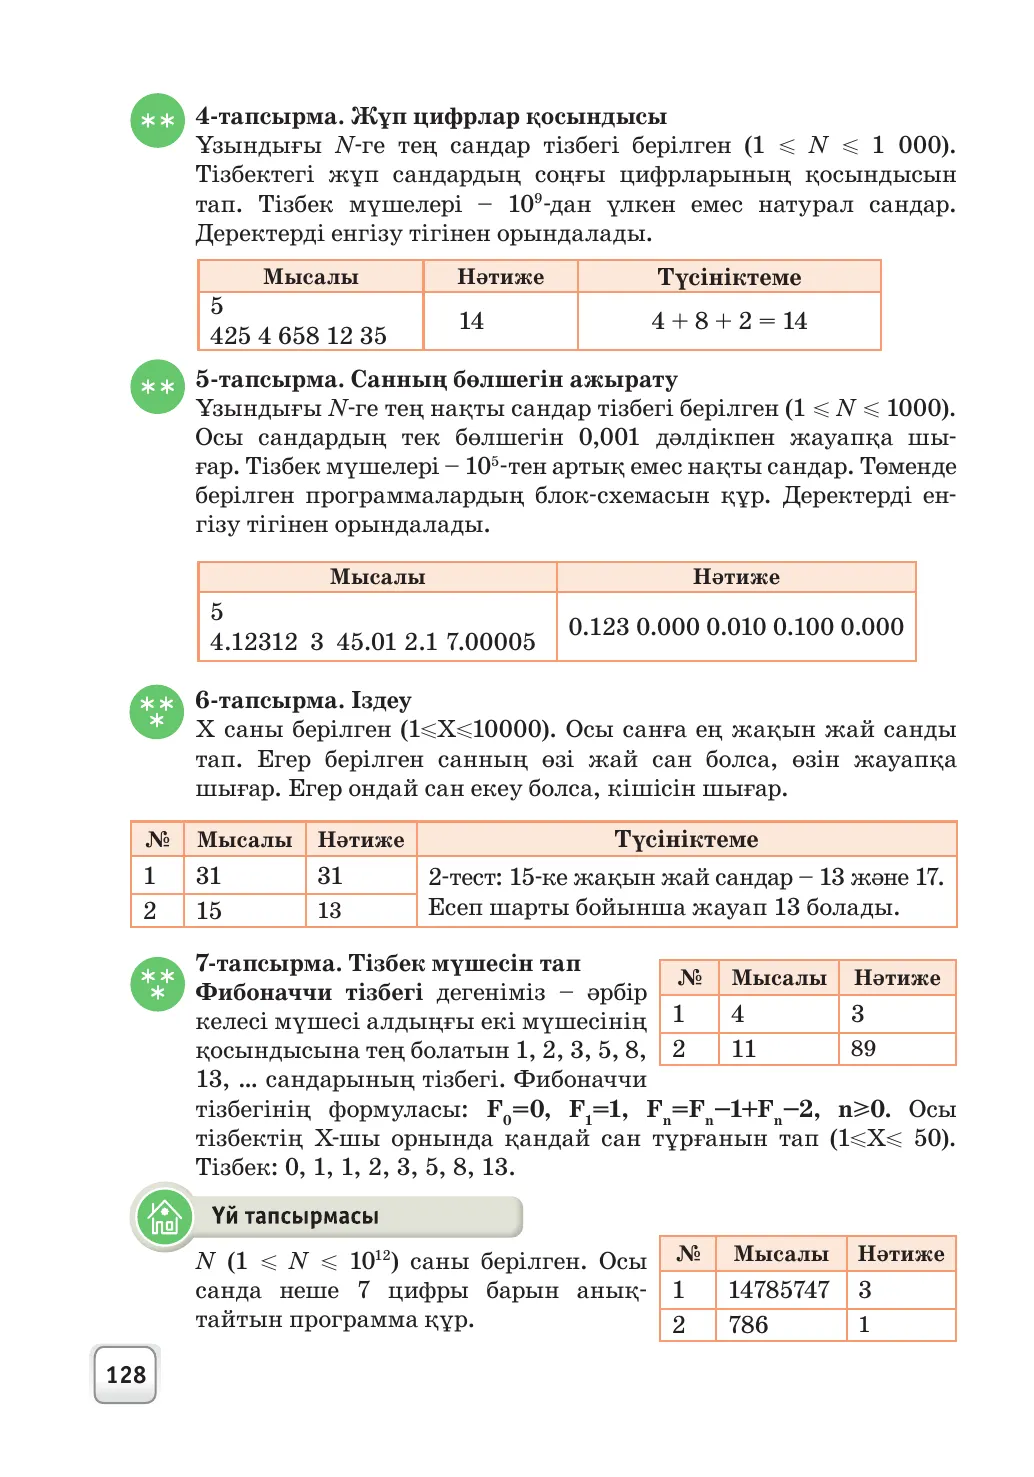 4-тапсырма. Жұп цифрлар қосындысы
Ұзындығы N-ге тең сандар тізбегі берілген (1 ⩽ N ⩽ 1 000).
Тізбектегі жұп сандардың соңғы цифрларының қосындысын
тап. Тізбек мүшелері – 10⁹-дан үлкен емес натурал сандар.
Деректерді енгізу тігінен орындалады.
Мысалы Нәтиже Түсініктеме
5
425 4 658 12 35
14
4 + 8 + 2 = 14
5-тапсырма. Санның бөлшегін ажырату
Ұзындығы N-ге тең нақты сандар тізбегі берілген (1 ⩽ N ⩽ 1000).
Осы сандардың тек бөлшегін 0,001 дәлдікпен жауапқа шы-
ғар. Тізбек мүшелері – 10⁵-тен артық емес нақты сандар. Төменде
берілген программалардың блок-схемасын құр. Деректерді ен-
гізу тігінен орындалады.
Мысалы Нәтиже
5
4.12312 3 45.01 2.1 7.00005
0.123 0.000 0.010 0.100 0.000
6-тапсырма. Іздеу
X саны берілген (1⩽X⩽10000). Осы санға ең жақын жай санды
тап. Егер берілген санның өзі жай сан болса, өзін жауапқа
шығар. Егер ондай сан екеу болса, кішісін шығар.
№ Мысалы Нәтиже Түсініктеме
1 31 31
2 15 13
2-тест: 15-ке жақын жай сандар – 13 және 17.
Есеп шарты бойынша жауап 13 болады.
7-тапсырма. Тізбек мүшесін тап
Фибоначчи тізбегі дегеніміз – әрбір
келесі мүшесі алдыңғы екі мүшесінің
қосындысына тең болатын 1, 2, 3, 5, 8,
13, ... сандарының тізбегі. Фибоначчи
тізбегінің формуласы: F₀=0, F₁=1, Fₙ=Fₙ–1+Fₙ–2, n⩾0. Осы
тізбектің X-шы орнында қандай сан тұрғанын тап (1⩽X⩽ 50).
Тізбек: 0, 1, 1, 2, 3, 5, 8, 13.
№ Мысалы Нәтиже
1 4 3
2 11 89
Үй тапсырмасы
N (1 ⩽ N ⩽ 10¹²) саны берілген. Осы
санда неше 7 цифры барын анық-
тайтын программа құр.
№ Мысалы Нәтиже
1 14785747 3
2 786 1
128